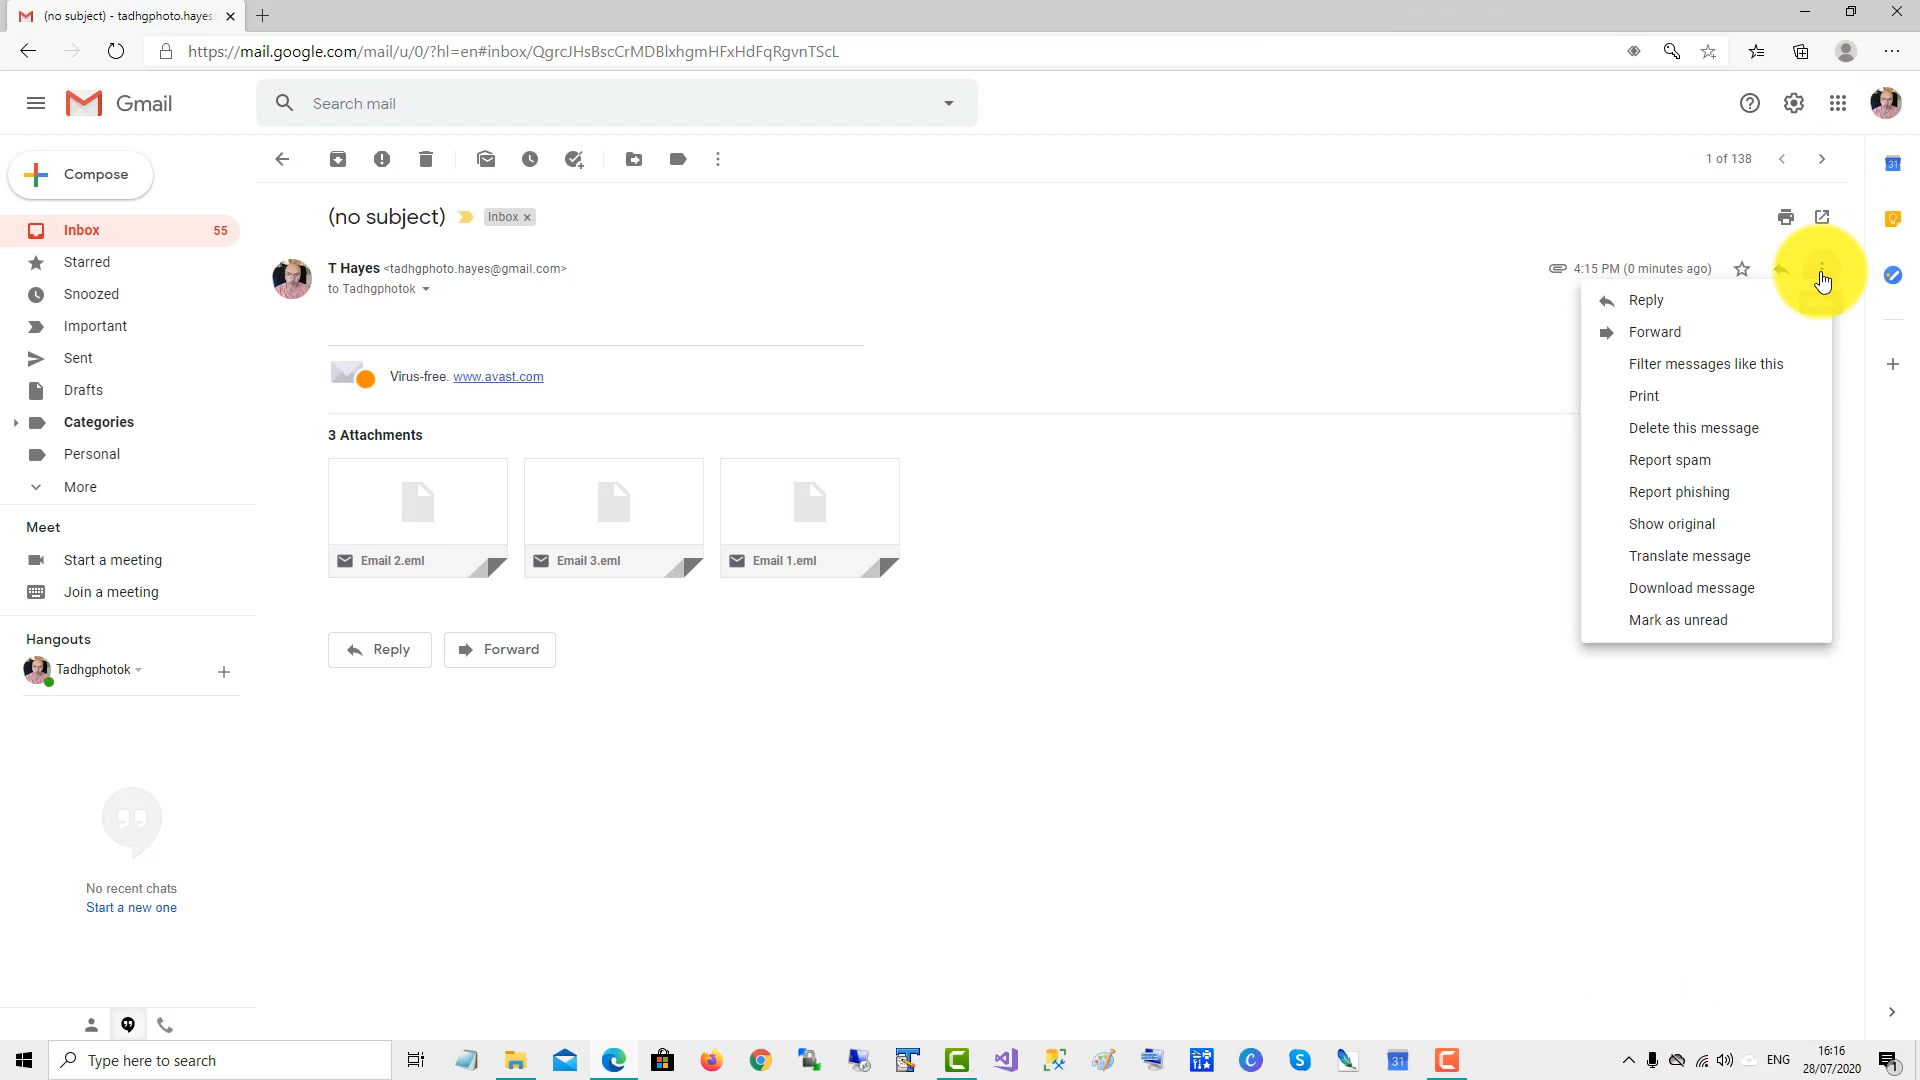 (no subject) - tadhgphoto.hayes
https://mail.google.com/mail/u/0/?hl=en#inbox/QgrcJHsBscCrMDBlxhgmHFxHdFqRgvnTScL
Gmail
Search mail
Compose
1 of 138
31
Inbox 55
(no subject)
Inbox ×
Starred
T Hayes <tadhgphoto.hayes@gmail.com>
4:15 PM (0 minutes ago)
to Tadhgphotok
Snoozed
Reply
Important
Forward
Sent
Filter messages like this
Virus-free. www.avast.com
Drafts
Print
Categories
Delete this message
3 Attachments
Personal
Report spam
More
Report phishing
Meet
Show original
Start a meeting
Email 2.eml
Email 3.eml
Email 1.eml
Translate message
Join a meeting
Download message
Mark as unread
Hangouts
Reply
Forward
Tadhgphotok
No recent chats
Start a new one
Type here to search
31
ENG
16:16
28/07/2020
1